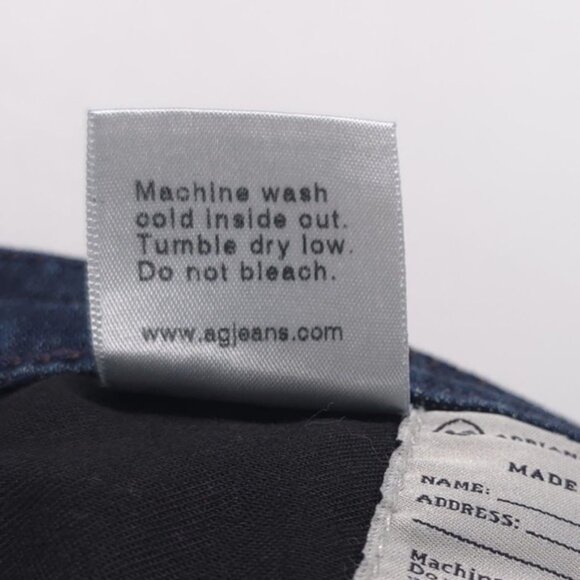 Machine wash
cold inside out.
Tumble dry low.
Do not bleach.
www.agjeans.com
MADE
NAME:
ADDRESS: